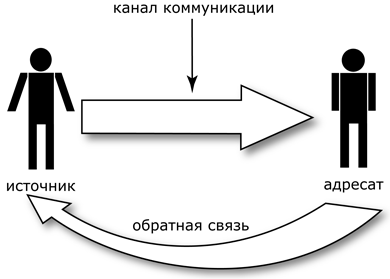 канал коммуникации
источник
адресат
обратная связь